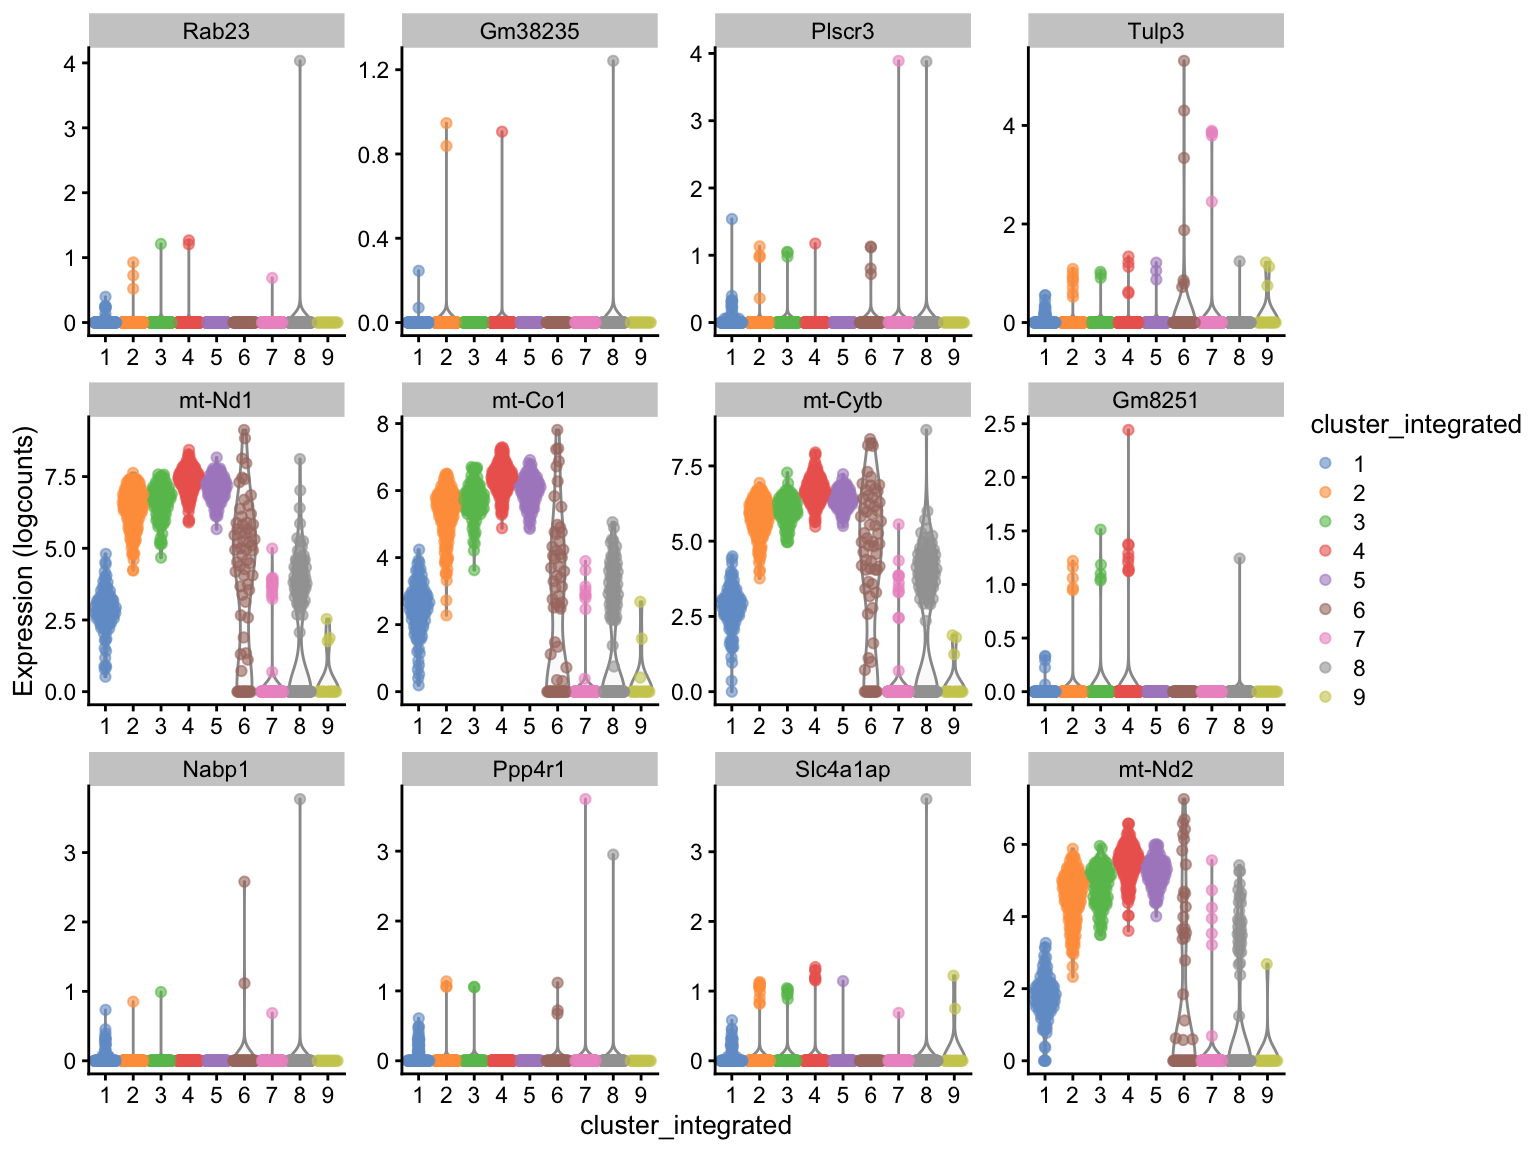 Rab23 Gm38235 Plscr3 Tulp3
4 3 2 1 0
1.2 0.8 0.4 0.0
4 3 2 1 0
4 2 0
1 2 3 4 5 6 7 8 9 1 2 3 4 5 6 7 8 9 1 2 3 4 5 6 7 8 9 1 2 3 4 5 6 7 8 9
mt-Nd1 mt-Co1 mt-Cytb Gm8251
Expression (logcounts)
7.5 5.0 2.5 0.0
8 6 4 2 0
7.5 5.0 2.5 0.0
2.5 2.0 1.5 1.0 0.5 0.0
1 2 3 4 5 6 7 8 9 1 2 3 4 5 6 7 8 9 1 2 3 4 5 6 7 8 9 1 2 3 4 5 6 7 8 9
Nabp1 Ppp4r1 Slc4a1ap mt-Nd2
3 2 1 0
3 2 1 0
3 2 1 0
6 4 2 0
1 2 3 4 5 6 7 8 9 1 2 3 4 5 6 7 8 9 1 2 3 4 5 6 7 8 9 1 2 3 4 5 6 7 8 9
cluster_integrated
cluster_integrated
1
2
3
4
5
6
7
8
9